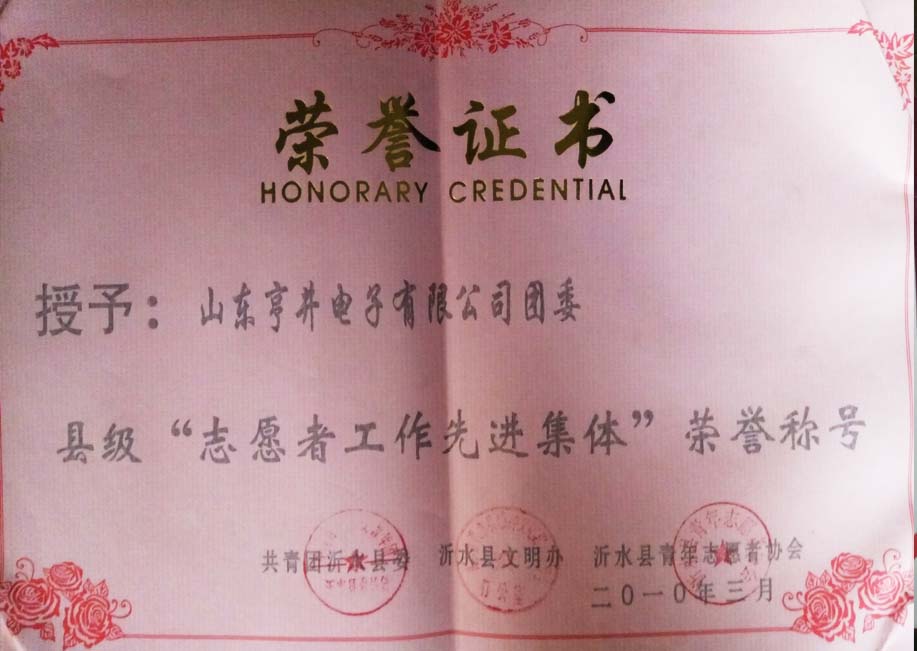 荣誉证书
HONORARY CREDENTIAL
授予：山东亨井电子有限公司团委
县级“志愿者工作先进集体”荣誉称号
共青团沂水县委 沂水县文明办 沂水县青年志愿者协会
二〇一〇年三月